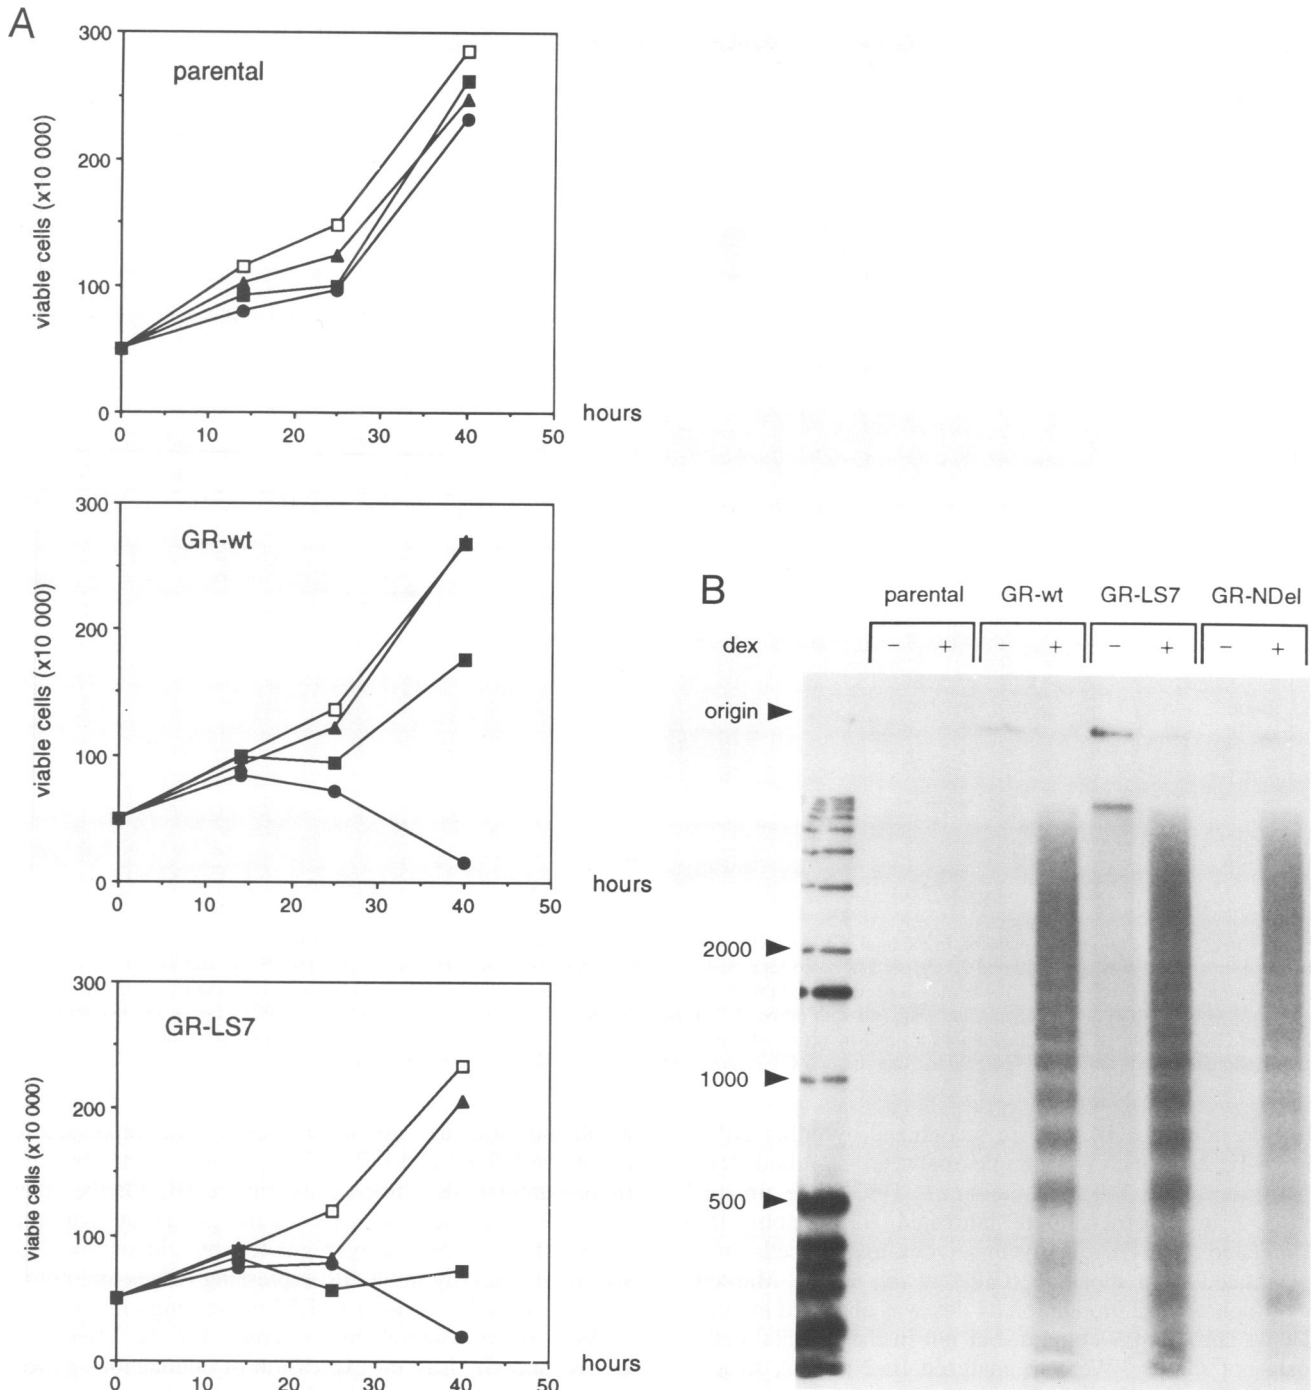 A
parental
viable cells (x10 000)
300
200
100
0
0 10 20 30 40 50
hours
GR-wt
viable cells (x10 000)
300
200
100
0
0 10 20 30 40 50
hours
GR-LS7
viable cells (x10 000)
300
200
100
0
0 10 20 30 40 50
hours
B
parental GR-wt GR-LS7 GR-NDel
dex − + − + − + − +
origin
2000
1000
500